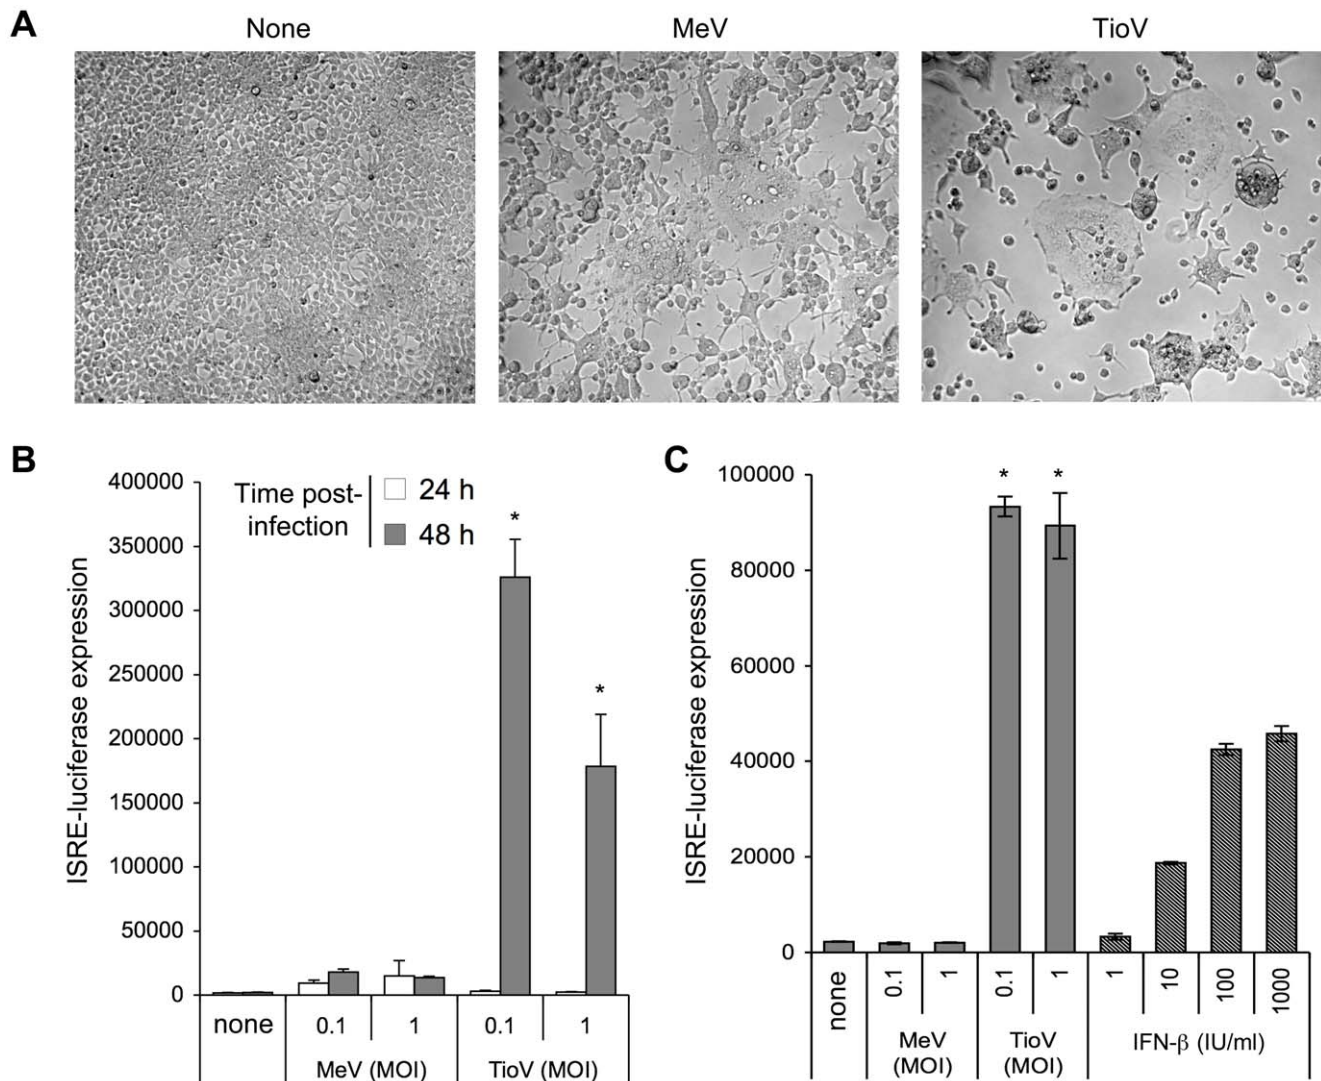 A
None
MeV
TioV
B
Time post-
infection
24 h
48 h
ISRE-luciferase expression
400000
350000
300000
250000
200000
150000
100000
50000
0
*
*
none
0.1
1
0.1
1
MeV (MOI)
TioV (MOI)
C
ISRE-luciferase expression
100000
80000
60000
40000
20000
0
*
*
none
0.1
1
0.1
1
1
10
100
1000
MeV
(MOI)
TioV
(MOI)
IFN-β (IU/ml)